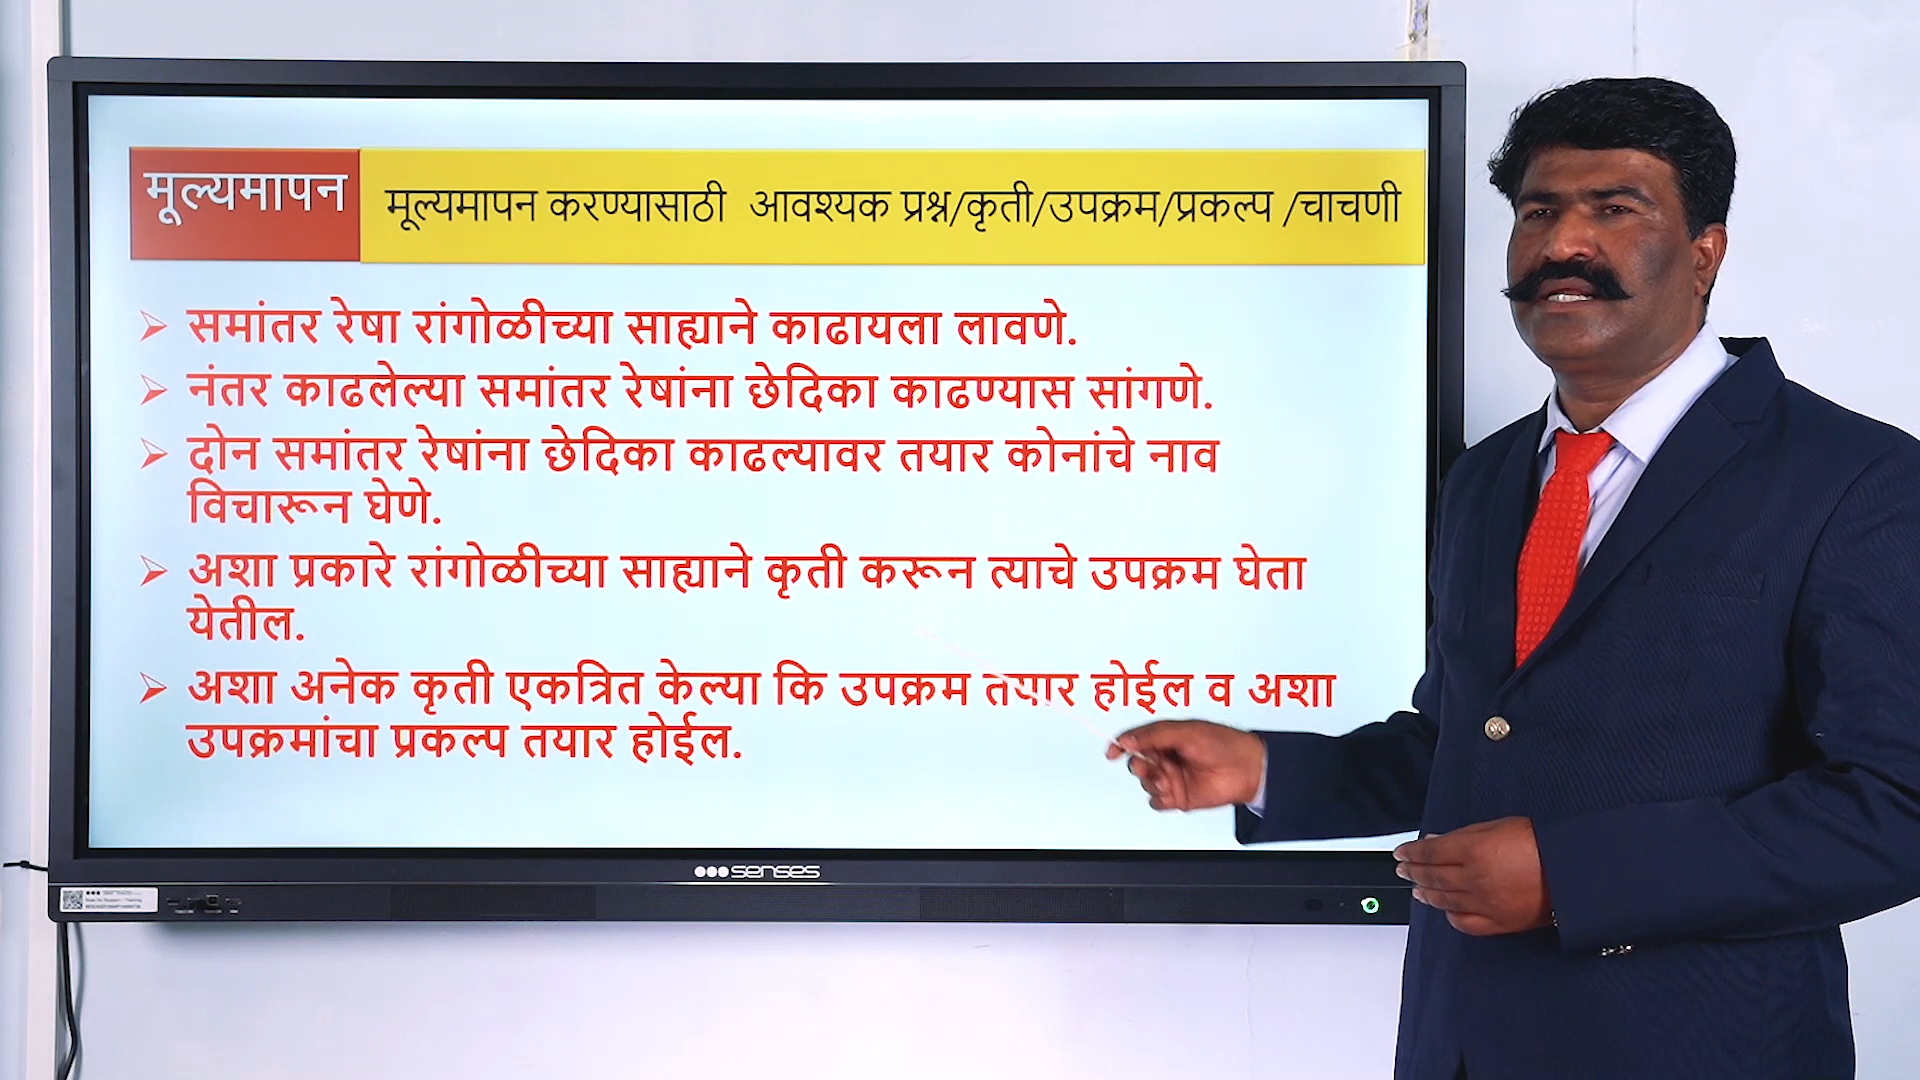 मूल्यमापन
मूल्यमापन करण्यासाठी आवश्यक प्रश्न/कृती/उपक्रम/प्रकल्प /चाचणी
समांतर रेषा रांगोळीच्या साह्याने काढायला लावणे.
नंतर काढलेल्या समांतर रेषांना छेदिका काढण्यास सांगणे.
दोन समांतर रेषांना छेदिका काढल्यावर तयार कोनांचे नाव
विचारून घेणे.
अशा प्रकारे रांगोळीच्या साह्याने कृती करून त्याचे उपक्रम घेता
येतील.
अशा अनेक कृती एकत्रित केल्या कि उपक्रम तयार होईल व अशा
उपक्रमांचा प्रकल्प तयार होईल.
senses